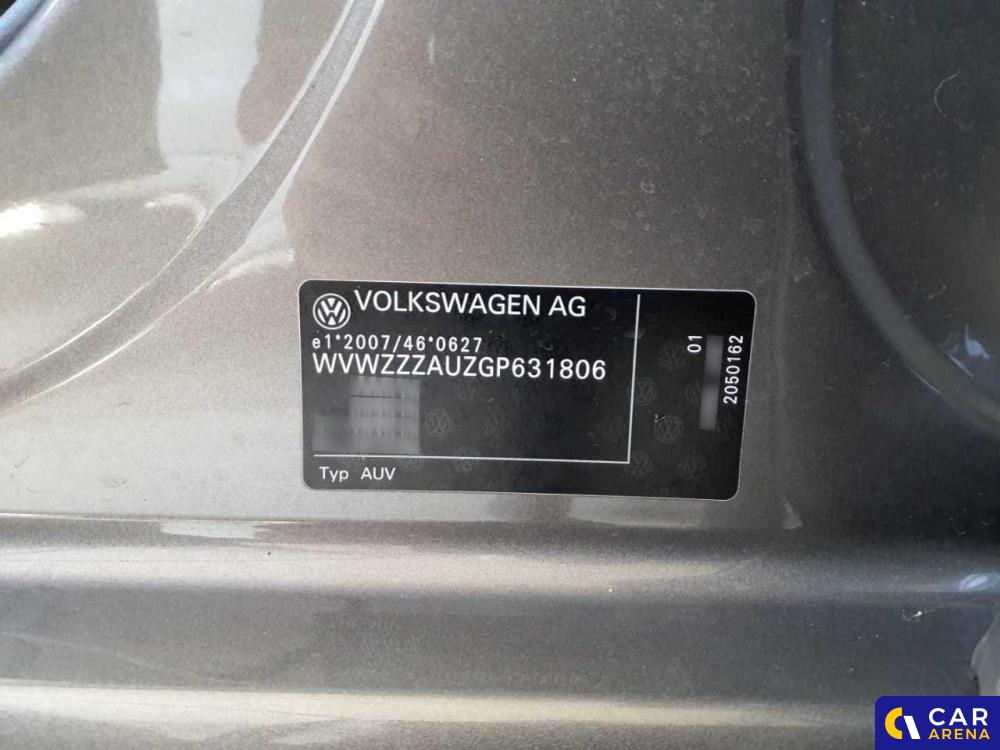 VOLKSWAGEN AG
e1*2007/46*0627
WVWZZZAUZGP631806
Typ AUV
01
2050162
CAR
ARENA